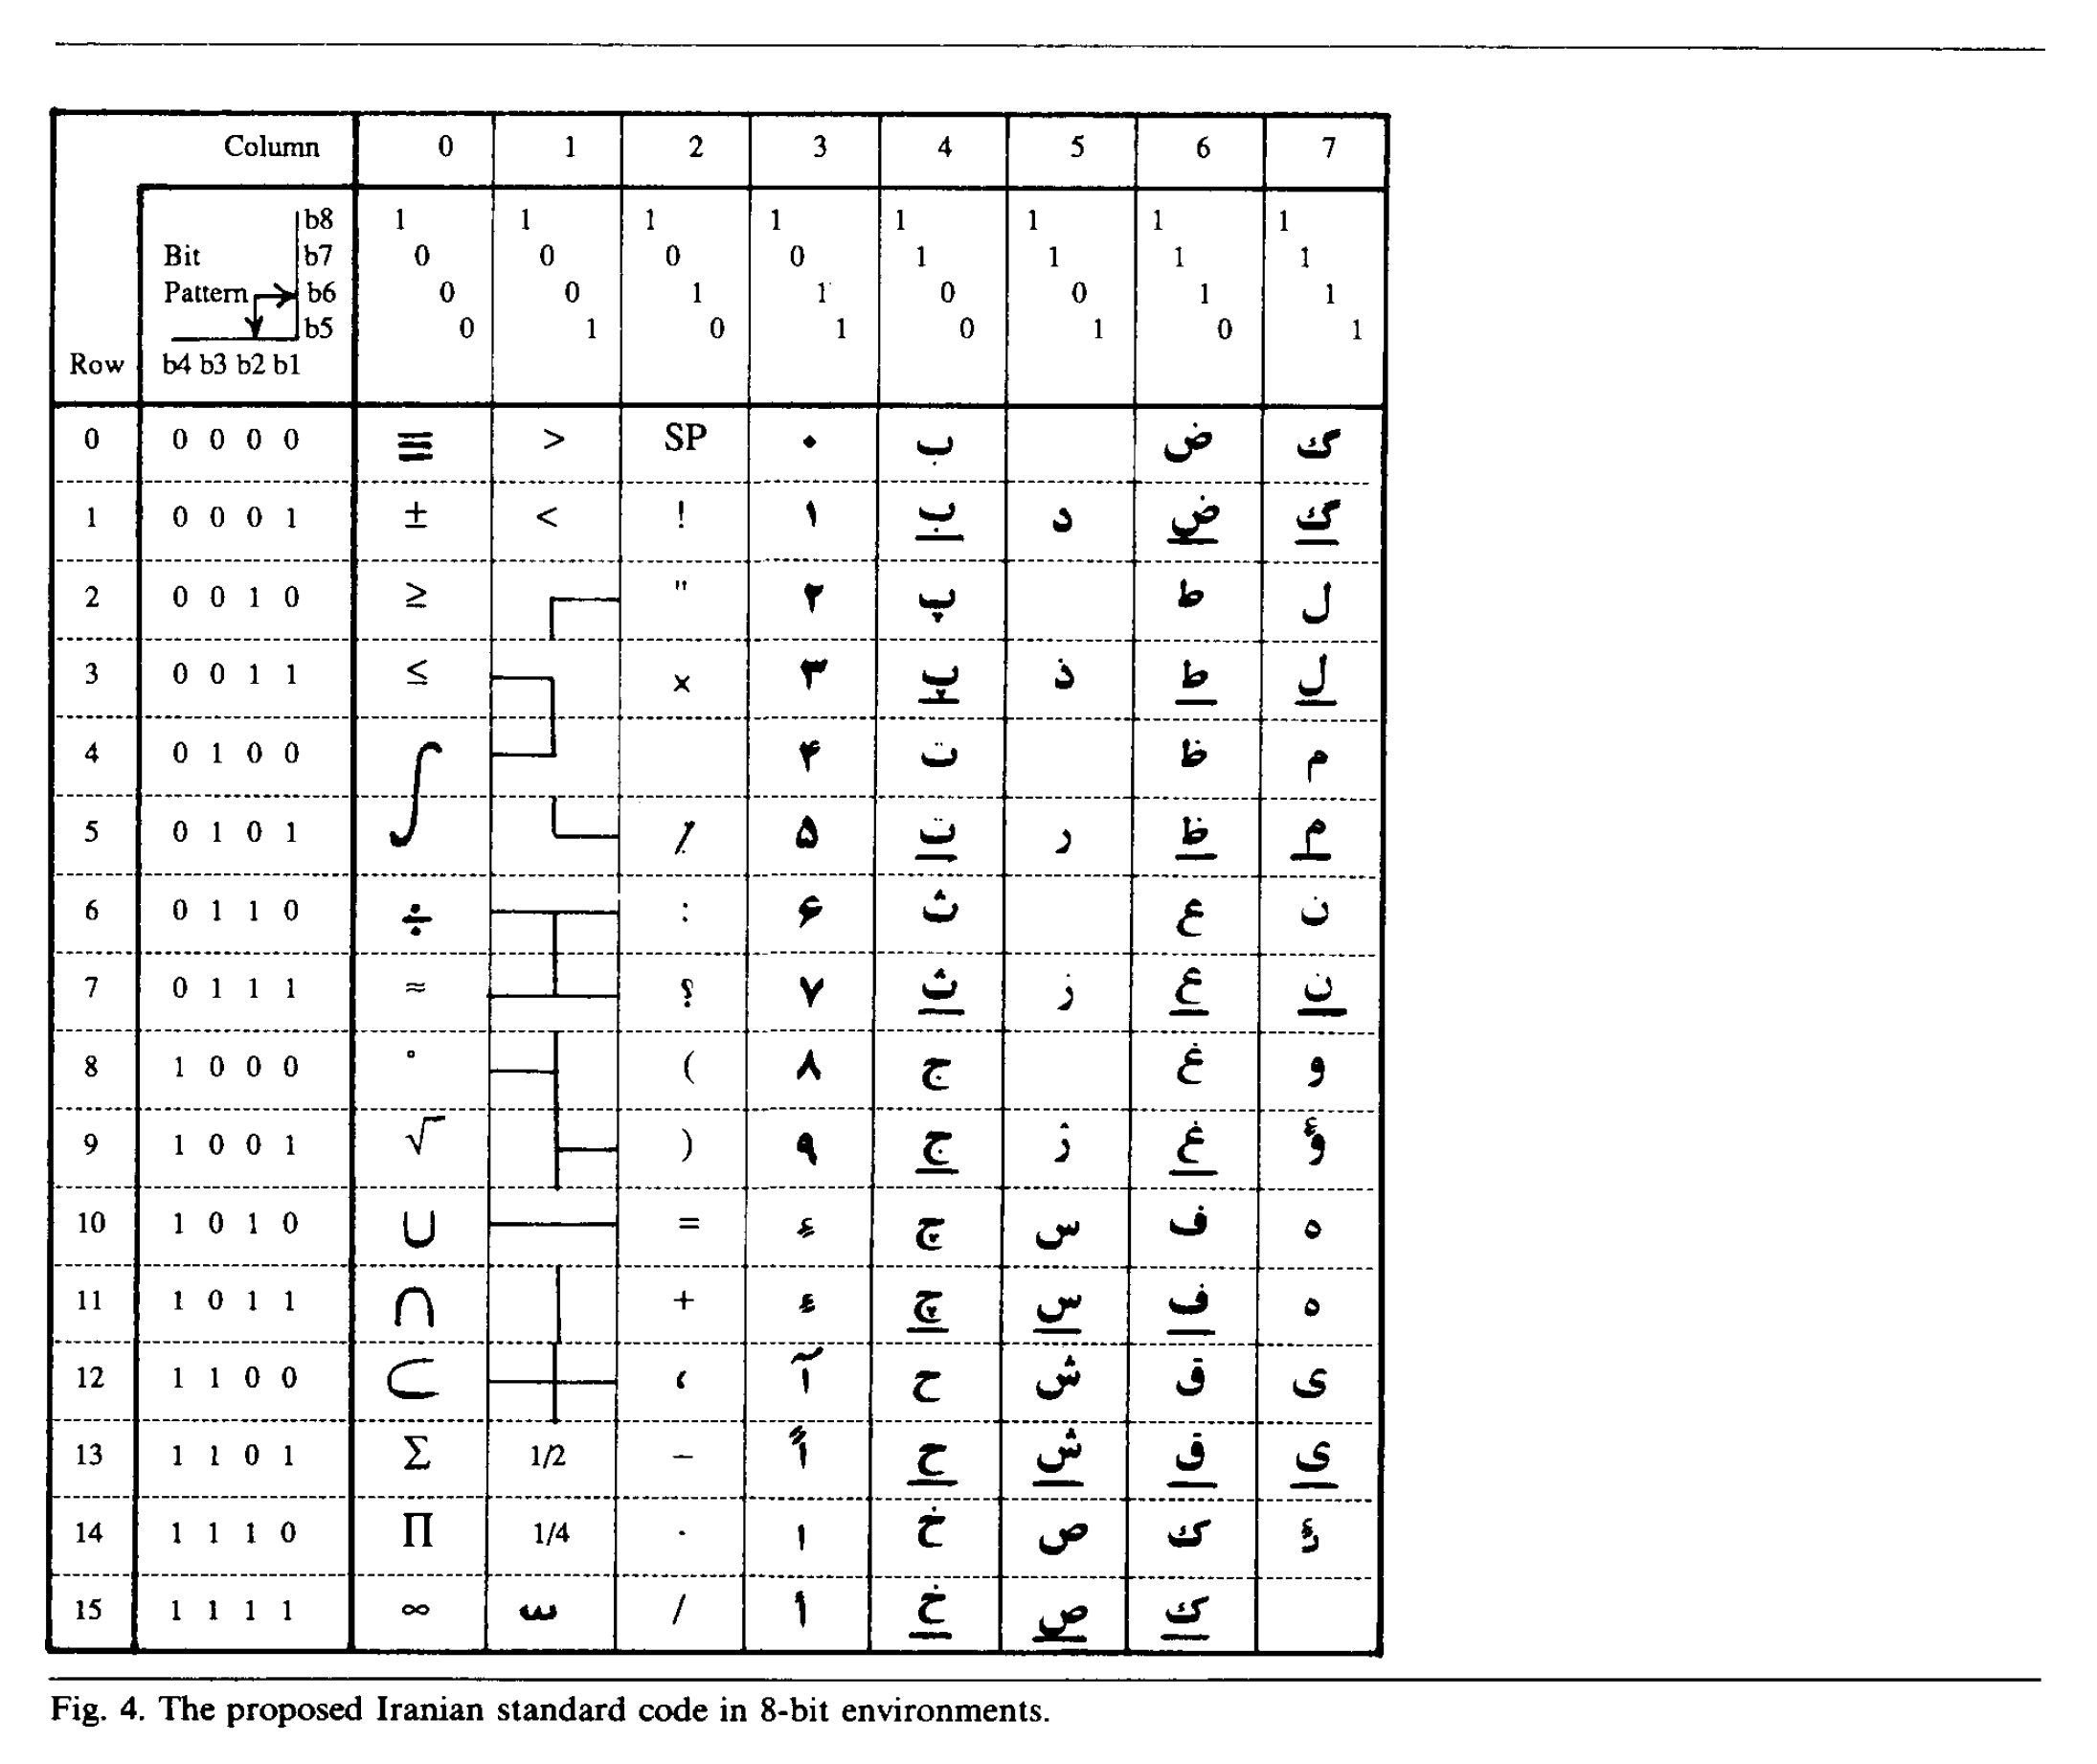 Column 0 1 2 3 4 5 6 7
b8 1 1 1 1 1 1 1 1
Bit b7 0 0 0 0 1 1 1 1
Pattern b6 0 0 1 1 0 0 1 1
b5 0 1 0 1 0 1 0 1
Row b4 b3 b2 b1
0 0 0 0 0 ≡ > SP ۰ ب ض ک
1 0 0 0 1 ± < ! ۱ ب د ض گ
2 0 0 1 0 ≥ " ۲ پ ط ل
3 0 0 1 1 ≤ × ۳ پ ذ ط ل
4 0 1 0 0 ∫ ۴ ت ظ م
5 0 1 0 1 ٪ ۵ ت ر ظ م
6 0 1 1 0 ÷ : ۶ ث ع ن
7 0 1 1 1 ≈ ؟ ۷ ث ز ع ن
8 1 0 0 0 ° ( ۸ ج غ و
9 1 0 0 1 √ ) ۹ ج ژ غ ؤ
10 1 0 1 0 ∪ = ء چ س ف ه
11 1 0 1 1 ∩ + ء چ س ف ه
12 1 1 0 0 ⊂ ، آ ح ش ق ی
13 1 1 0 1 Σ 1/2 – اً ح ش ق ی
14 1 1 1 0 Π 1/4 . ا خ ص ك
15 1 1 1 1 ∞ / أ خ ص ك
Fig. 4. The proposed Iranian standard code in 8-bit environments.